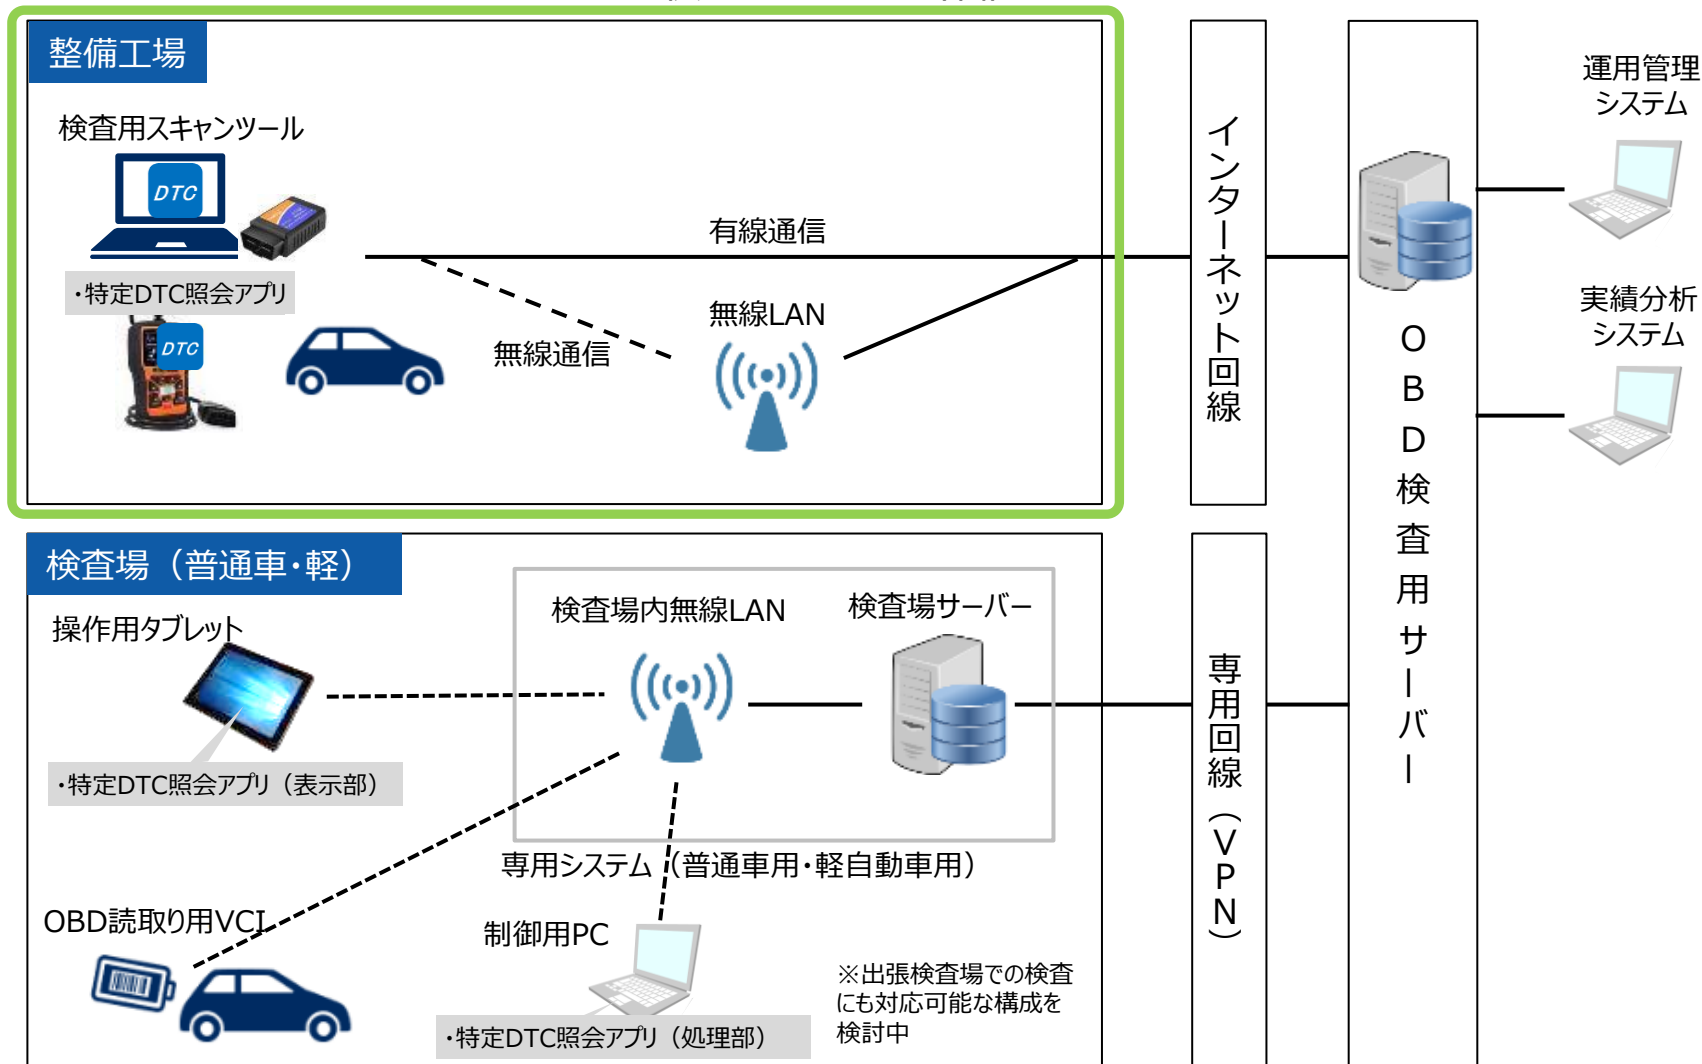 整備工場
検査用スキャンツール
DTC
・特定DTC照会アプリ
DTC
有線通信
無線通信
無線LAN
インターネット回線
OBD検査用サーバー
運用管理
システム
実績分析
システム
検査場（普通車・軽）
操作用タブレット
・特定DTC照会アプリ（表示部）
検査場内無線LAN
検査場サーバー
専用システム（普通車用・軽自動車用）
OBD読取り用VCI
制御用PC
・特定DTC照会アプリ（処理部）
※出張検査場での検査
にも対応可能な構成を
検討中
専用回線（VPN）